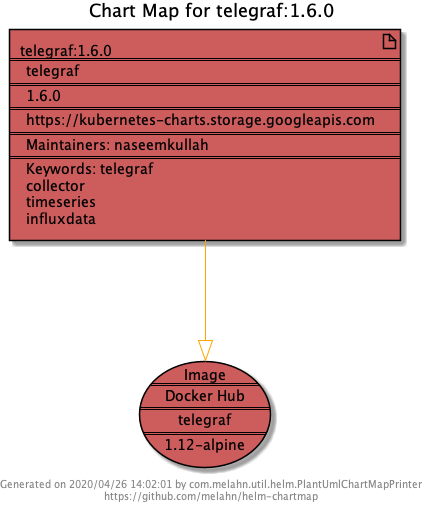 Chart Map for telegraf:1.6.0
telegraf:1.6.0
telegraf
1.6.0
https://kubernetes-charts.storage.googleapis.com
Maintainers: naseemkullah
Keywords: telegraf
collector
timeseries
influxdata
Image
Docker Hub
telegraf
1.12-alpine
Generated on 2020/04/26 14:02:01 by com.melahn.util.helm.PlantUmlChartMapPrinter
https://github.com/melahn/helm-chartmap